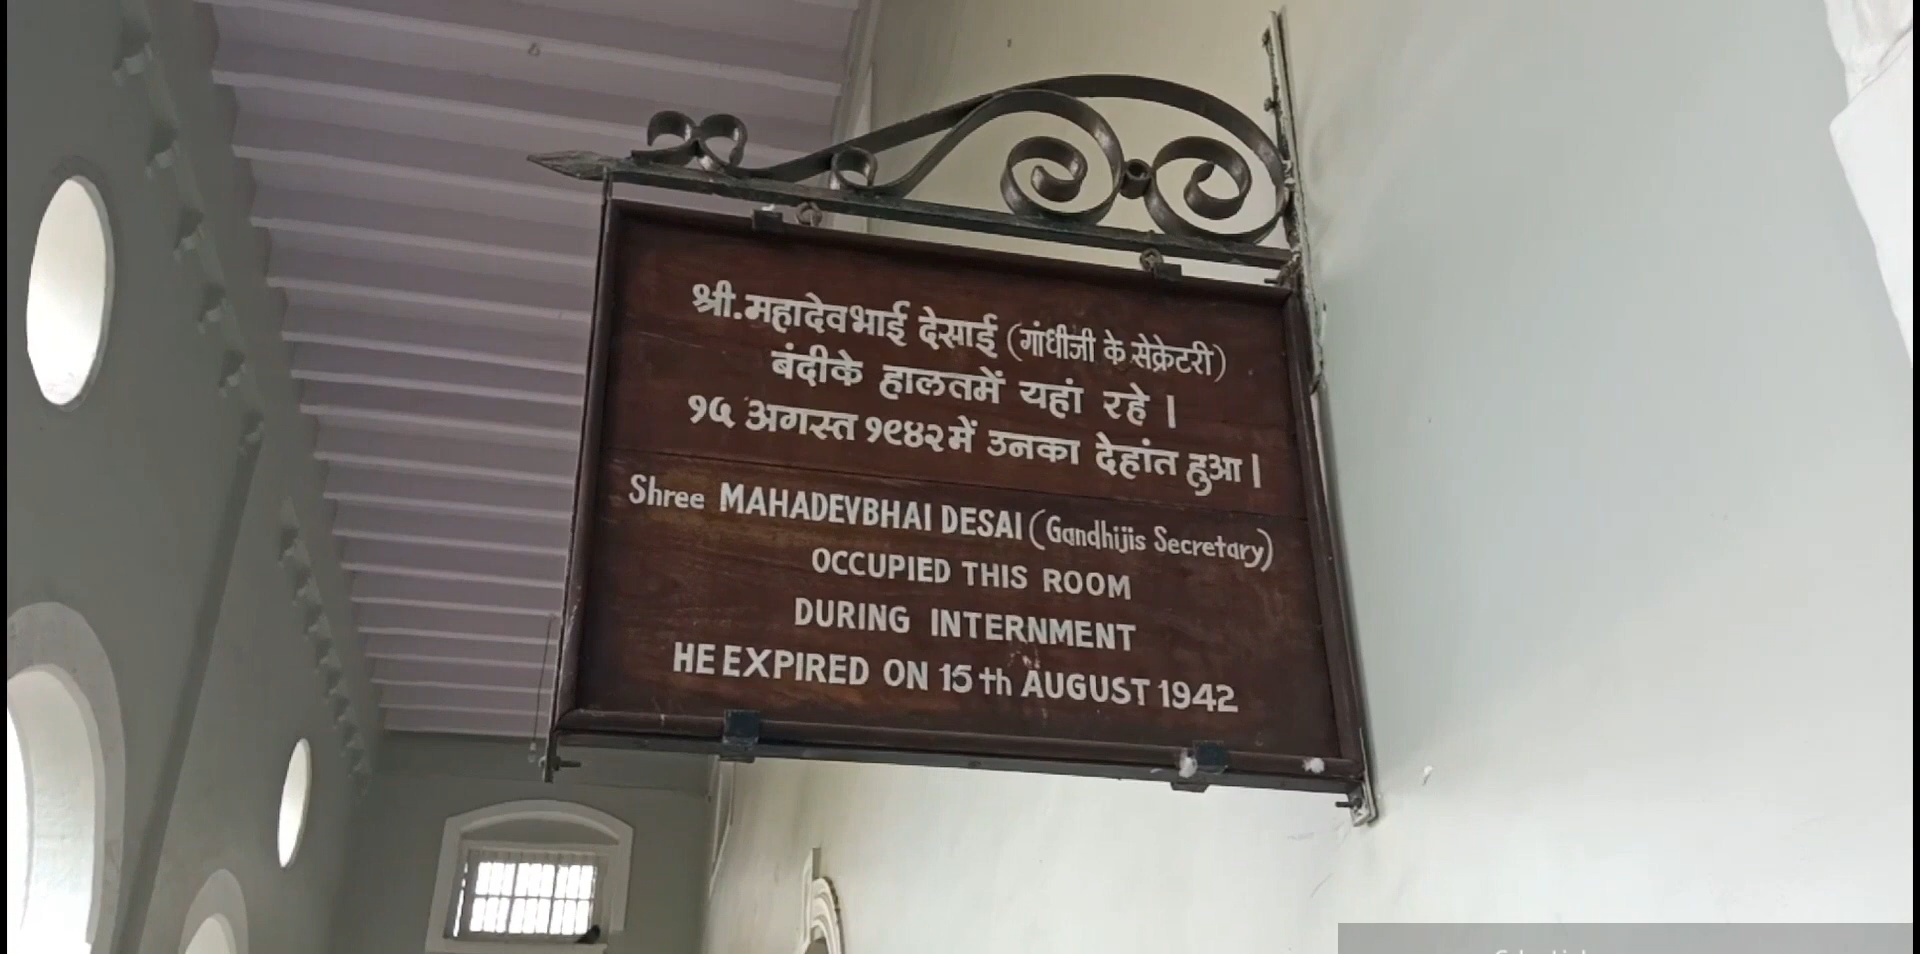 श्री.महादेवभाई देसाई (गांधीजी के सेक्रेटरी)
बंदीके हालतमें यहां रहे |
१५ अगस्त १९४२में उनका देहांत हुआ |
Shree MAHADEVBHAI DESAI (Gandhijis Secretary)
OCCUPIED THIS ROOM
DURING INTERNMENT
HE EXPIRED ON 15th AUGUST 1942